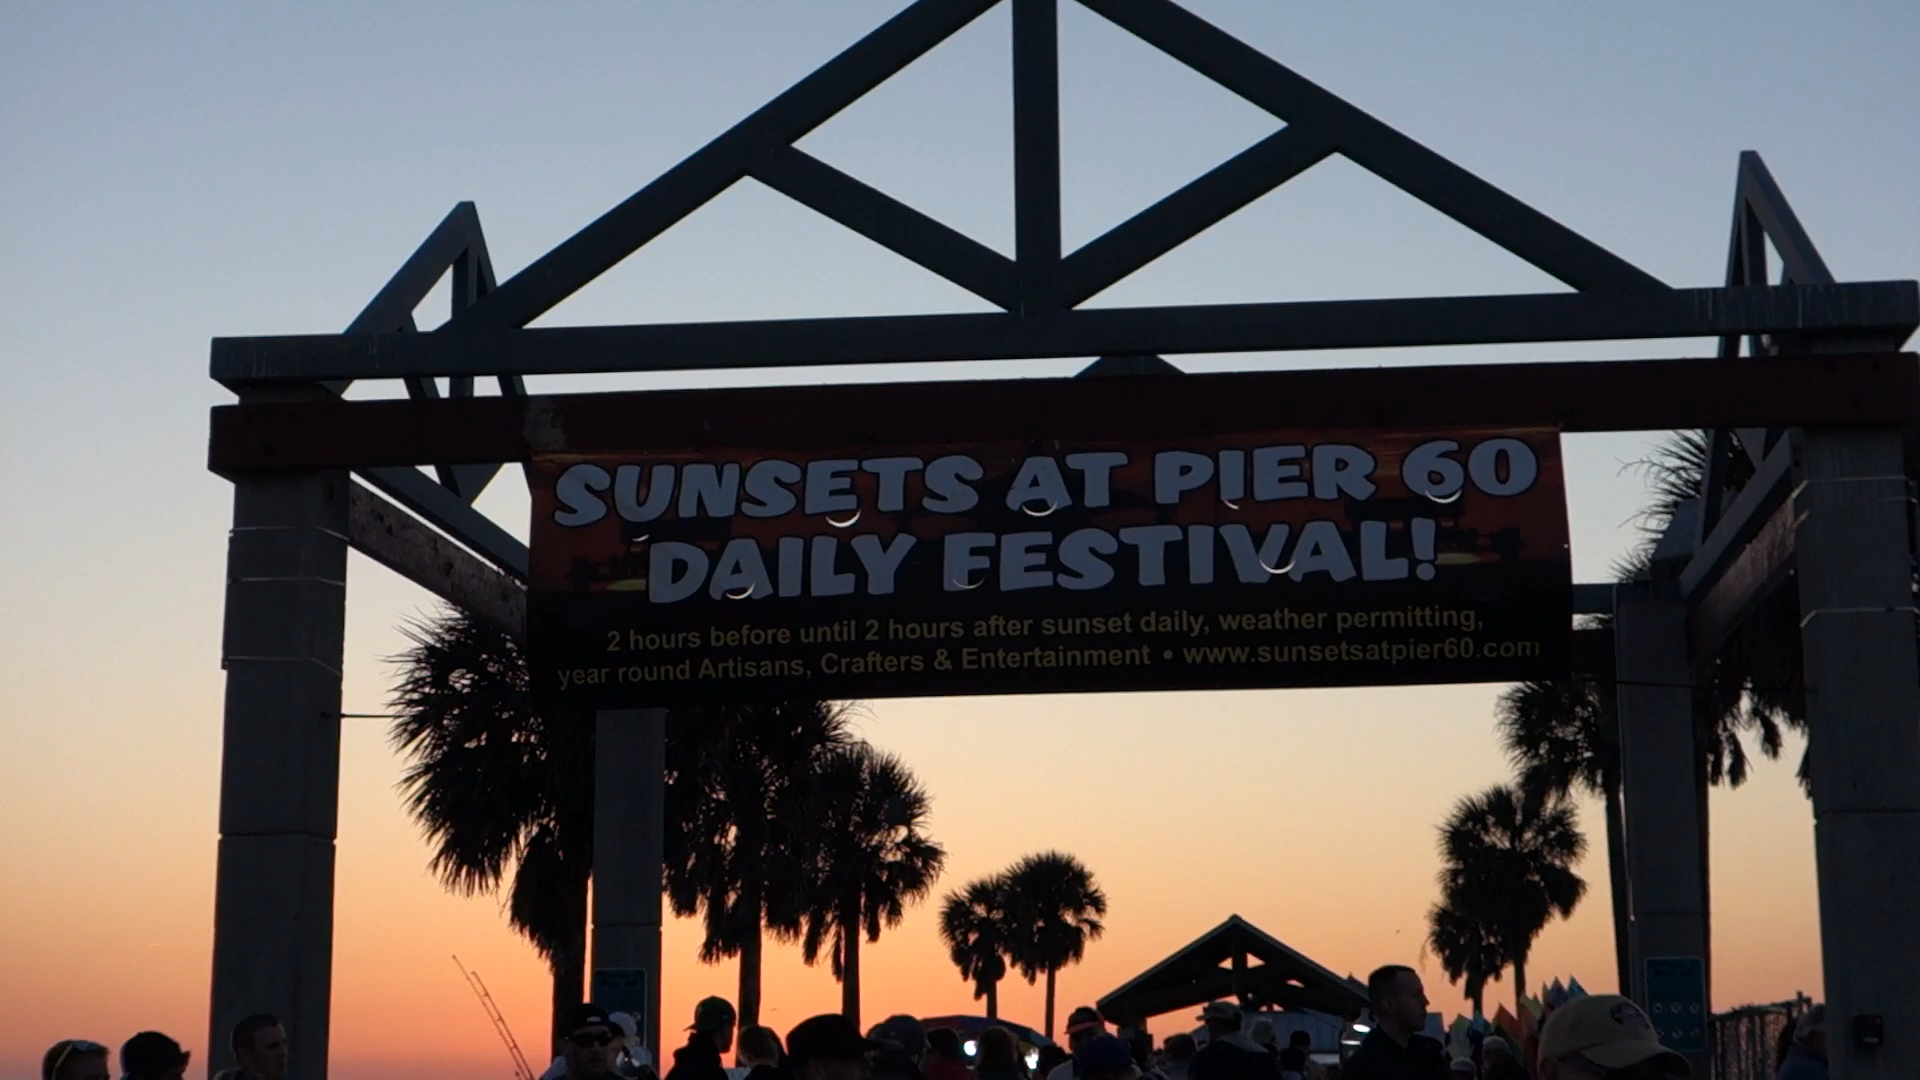 SUNSETS AT PIER 60
DAILY FESTIVAL!
2 hours before until 2 hours after sunset daily, weather permitting,
year round Artisans, Crafters & Entertainment • www.sunsetsatpier60.com